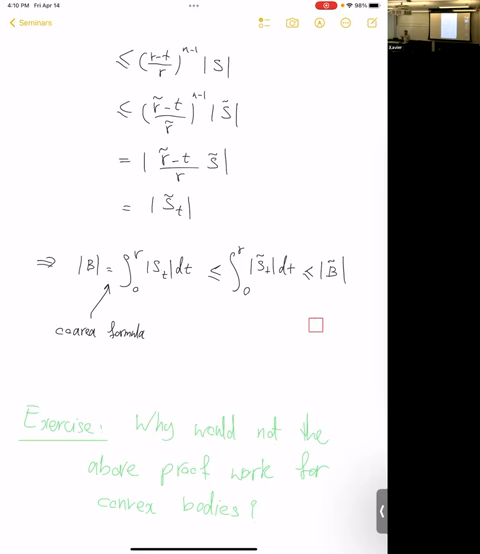 4:10 PM Fri Apr 14
98%
Seminars
Xavier
≤ (r-t/r)^{n-1} |S|
≤ (r̃-t/r̃)^{n-1} |S̃|
= | r̃-t/r S̃ |
= | S̃_t |
⇒ |B| = ∫_0^r |S_t| dt ≤ ∫_0^r |S̃_t| dt ≤ |B̃|
coarea formula
Exercise: Why would not the
above proof work for
convex bodies?